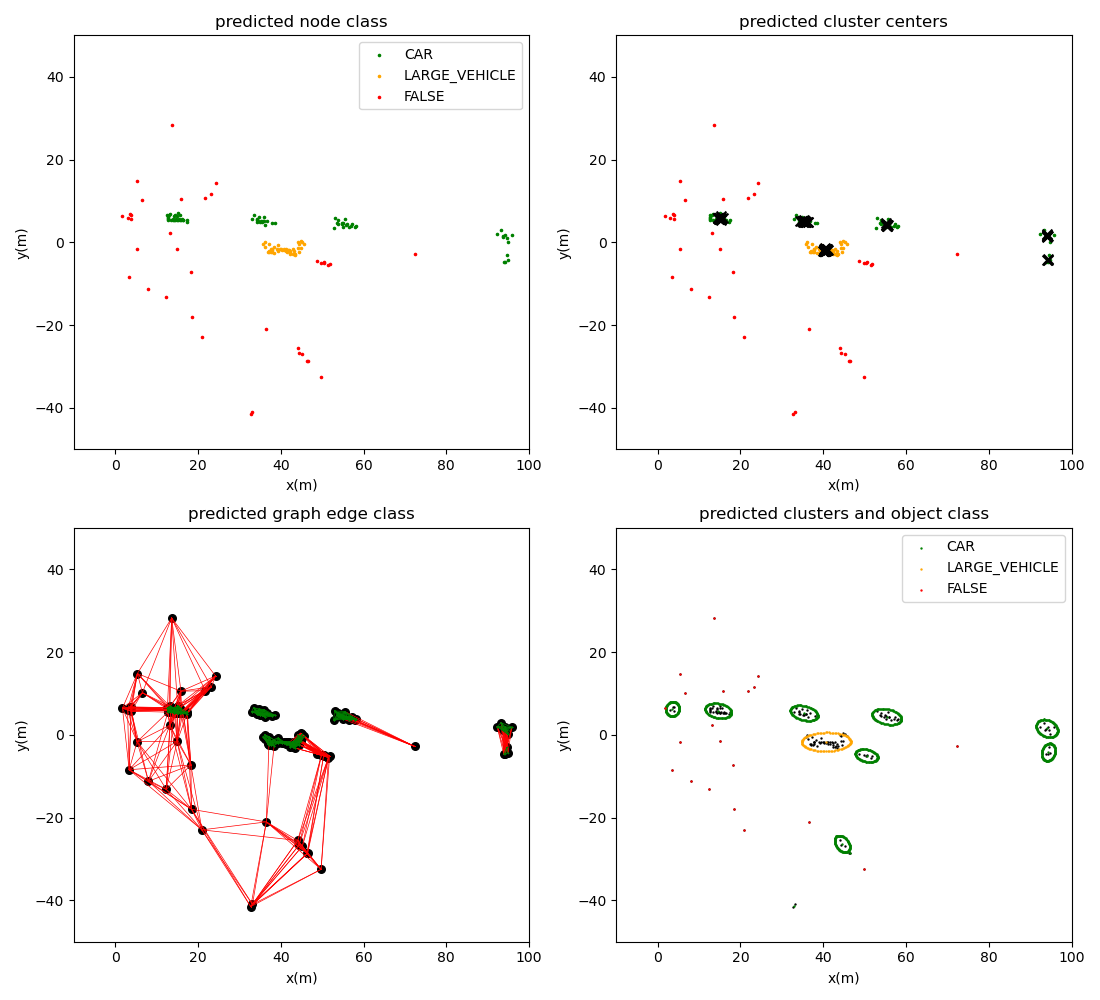 predicted node class
CAR
LARGE_VEHICLE
FALSE
40
20
0
−20
−40
y(m)
0 20 40 60 80 100
x(m)
predicted cluster centers
40
20
0
−20
−40
y(m)
0 20 40 60 80 100
x(m)
predicted graph edge class
40
20
0
−20
−40
y(m)
0 20 40 60 80 100
x(m)
predicted clusters and object class
CAR
LARGE_VEHICLE
FALSE
40
20
0
−20
−40
y(m)
0 20 40 60 80 100
x(m)